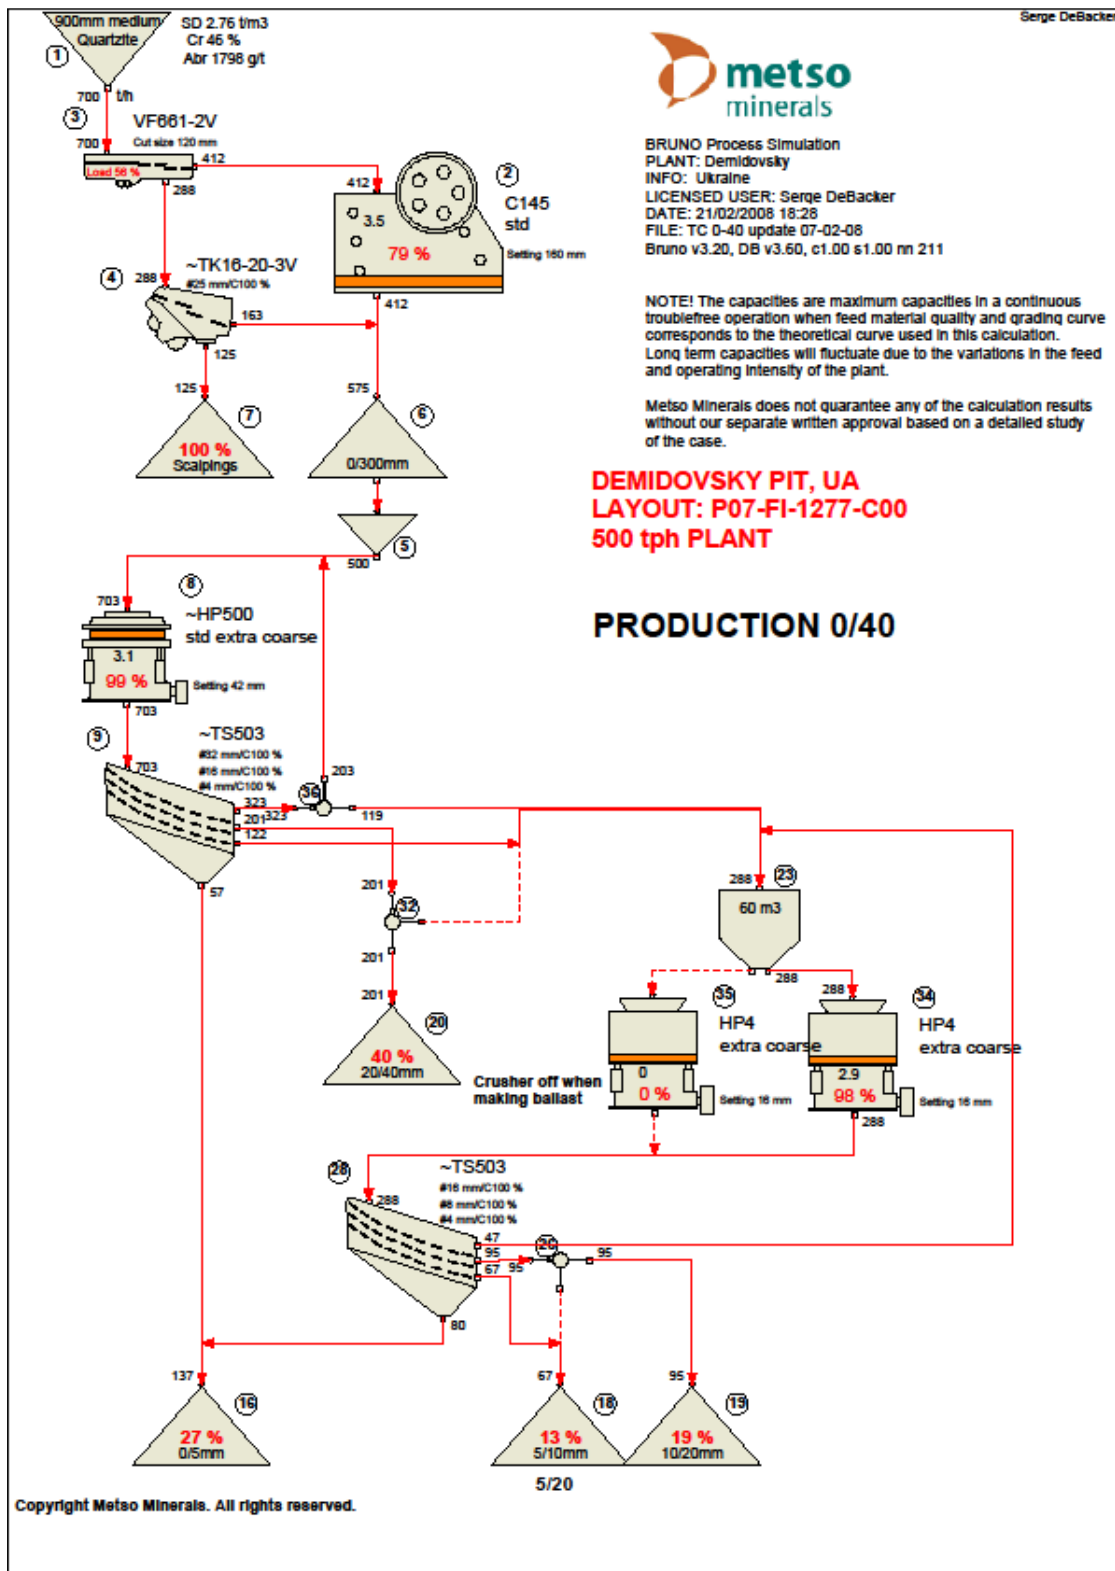 Serge DeBacker
900mm medium
Quartzite
SD 2.76 t/m3
Cr 46 %
Abr 1798 g/t
1
700 t/h
3
VF661-2V
Cut size 120 mm
700
Load 56 %
412
288
412
2
C145
std
3.5
79 %
Setting 160 mm
412
metso
minerals
BRUNO Process Simulation
PLANT: Demidovsky
INFO: Ukraine
LICENSED USER: Serge DeBacker
DATE: 21/02/2008 18:28
FILE: TC 0-40 update 07-02-08
Bruno v3.20, DB v3.60, c1.00 s1.00 nn 211
NOTE! The capacities are maximum capacities in a continuous
troublefree operation when feed material quality and grading curve
corresponds to the theoretical curve used in this calculation.
Long term capacities will fluctuate due to the variations in the feed
and operating intensity of the plant.
Metso Minerals does not quarantee any of the calculation results
without our separate written approval based on a detailed study
of the case.
4
~TK16-20-3V
#25 mm/C100 %
288
163
125
125
7
100 %
Scalpings
575
6
0/300mm
5
500
DEMIDOVSKY PIT, UA
LAYOUT: P07-FI-1277-C00
500 tph PLANT
PRODUCTION 0/40
8
703
~HP500
std extra coarse
3.1
99 %
Setting 42 mm
703
9
~TS503
#32 mm/C100 %
#16 mm/C100 %
#4 mm/C100 %
703
323
201
122
323
36
203
119
57
201
32
201
201
20
40 %
20/40mm
288
23
60 m3
288
35
HP4
extra coarse
0
0 %
Setting 16 mm
Crusher off when
making ballast
288
34
HP4
extra coarse
2.9
98 %
Setting 16 mm
288
28
~TS503
#16 mm/C100 %
#8 mm/C100 %
#4 mm/C100 %
288
47
95
67
95
95
80
137
16
27 %
0/5mm
67
18
13 %
5/10mm
95
19
19 %
10/20mm
5/20
Copyright Metso Minerals. All rights reserved.